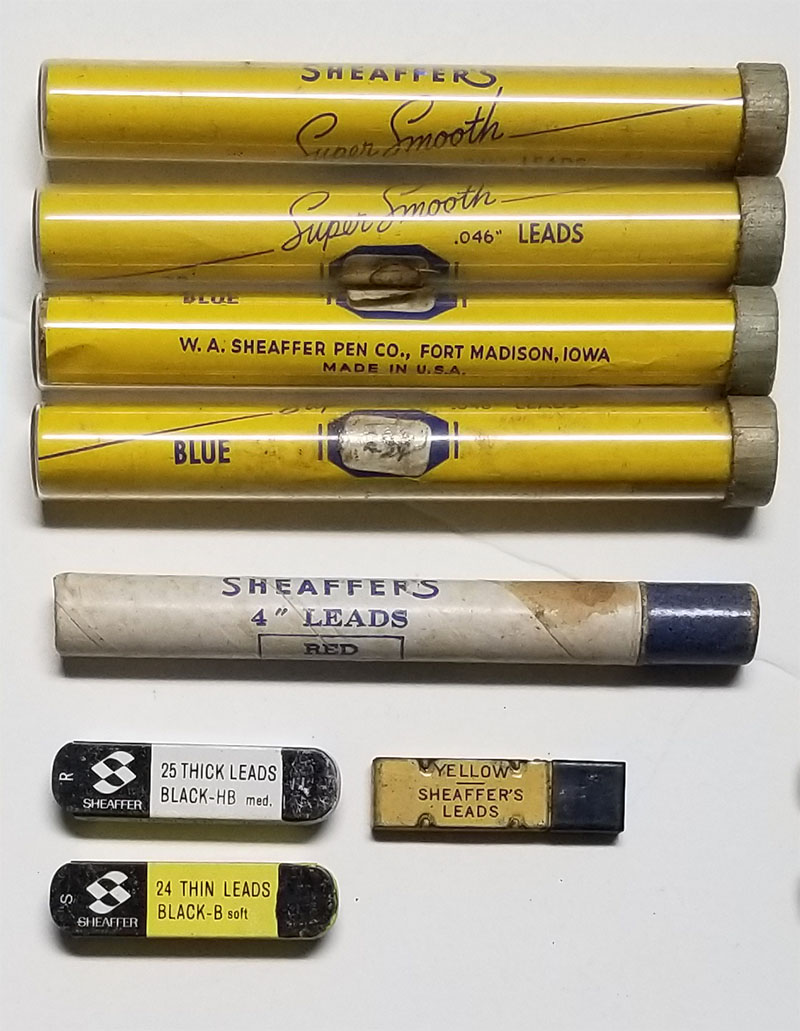 SHEAFFER'S
Super Smooth
LEADS
Super Smooth
.046" LEADS
BLUE
W. A. SHEAFFER PEN CO., FORT MADISON, IOWA
MADE IN U.S.A.
.046" LEADS
BLUE
SHEAFFER'S
4" LEADS
RED
R
SHEAFFER
25 THICK LEADS
BLACK-HB med.
YELLOW
SHEAFFER'S
LEADS
S
SHEAFFER
24 THIN LEADS
BLACK-B soft